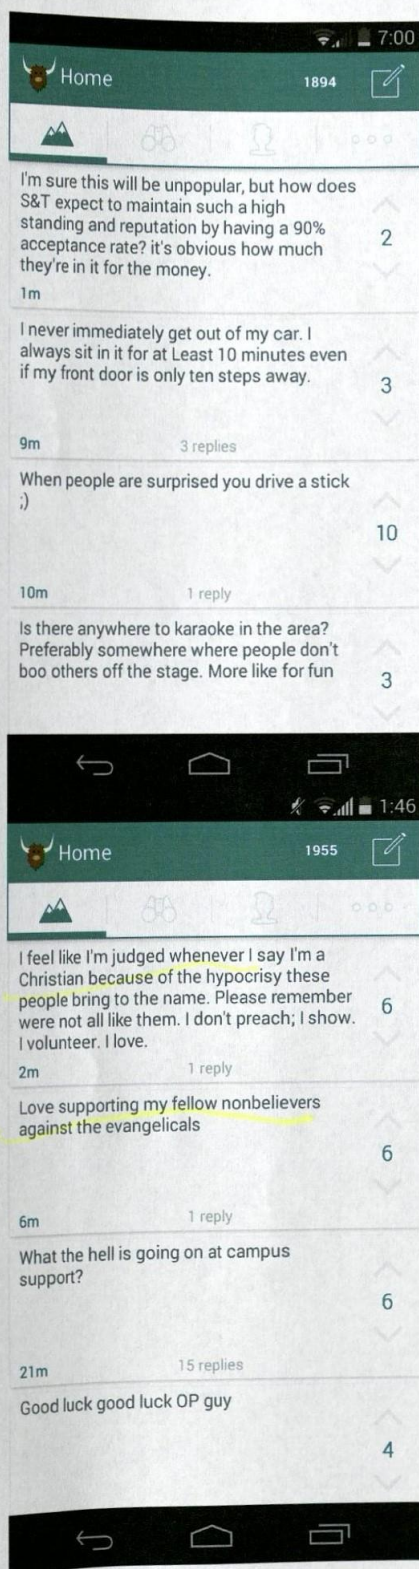 7:00
Home 1894
I'm sure this will be unpopular, but how does
S&T expect to maintain such a high
standing and reputation by having a 90%
acceptance rate? it's obvious how much
they're in it for the money.
2
1m
I never immediately get out of my car. I
always sit in it for at Least 10 minutes even
if my front door is only ten steps away.
3
9m 3 replies
When people are surprised you drive a stick
;)
10
10m 1 reply
Is there anywhere to karaoke in the area?
Preferably somewhere where people don't
boo others off the stage. More like for fun
3
1:46
Home 1955
I feel like I'm judged whenever I say I'm a
Christian because of the hypocrisy these
people bring to the name. Please remember
were not all like them. I don't preach; I show.
I volunteer. I love.
6
2m 1 reply
Love supporting my fellow nonbelievers
against the evangelicals
6
6m 1 reply
What the hell is going on at campus
support?
6
21m 15 replies
Good luck good luck OP guy
4